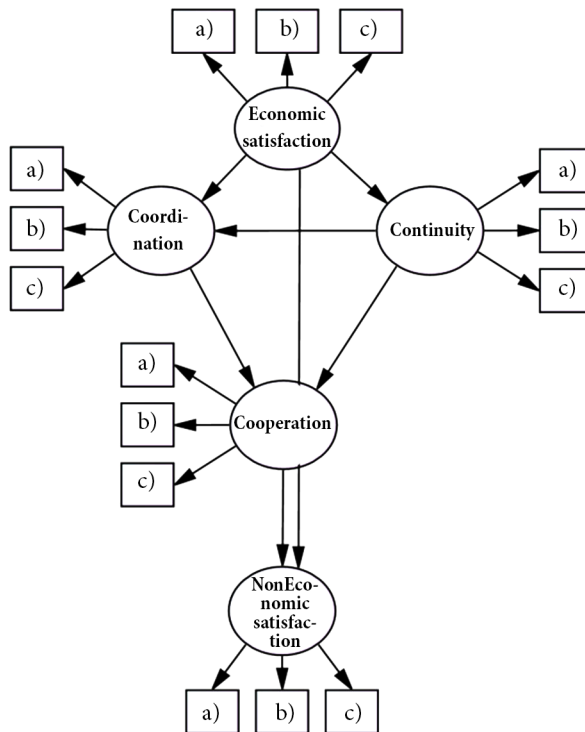 a)
b)
c)
Economic
satisfaction
a)
b)
c)
Coordi-
nation
Continuity
a)
b)
c)
a)
b)
c)
Cooperation
NonEco-
nomic
satisfac-
tion
a)
b)
c)